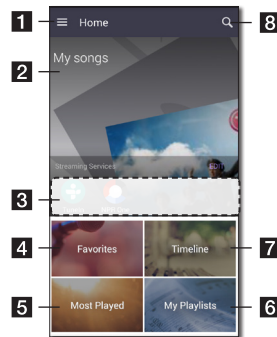 1
Home
8
My songs
2
Streaming Services
EDIT
3
4
Favorites
Timeline
7
5
Most Played
My Playlists
6